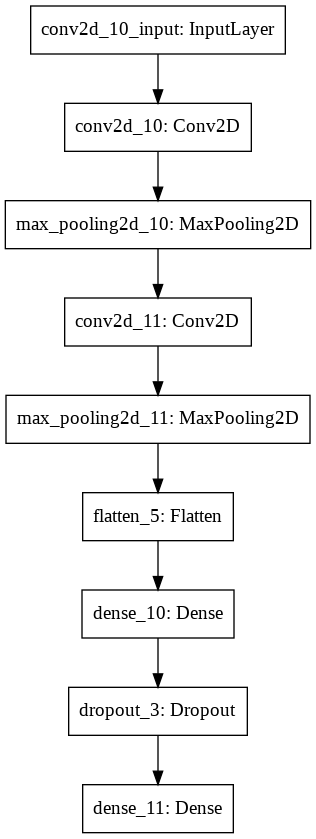 conv2d_10_input: InputLayer
conv2d_10: Conv2D
max_pooling2d_10: MaxPooling2D
conv2d_11: Conv2D
max_pooling2d_11: MaxPooling2D
flatten_5: Flatten
dense_10: Dense
dropout_3: Dropout
dense_11: Dense